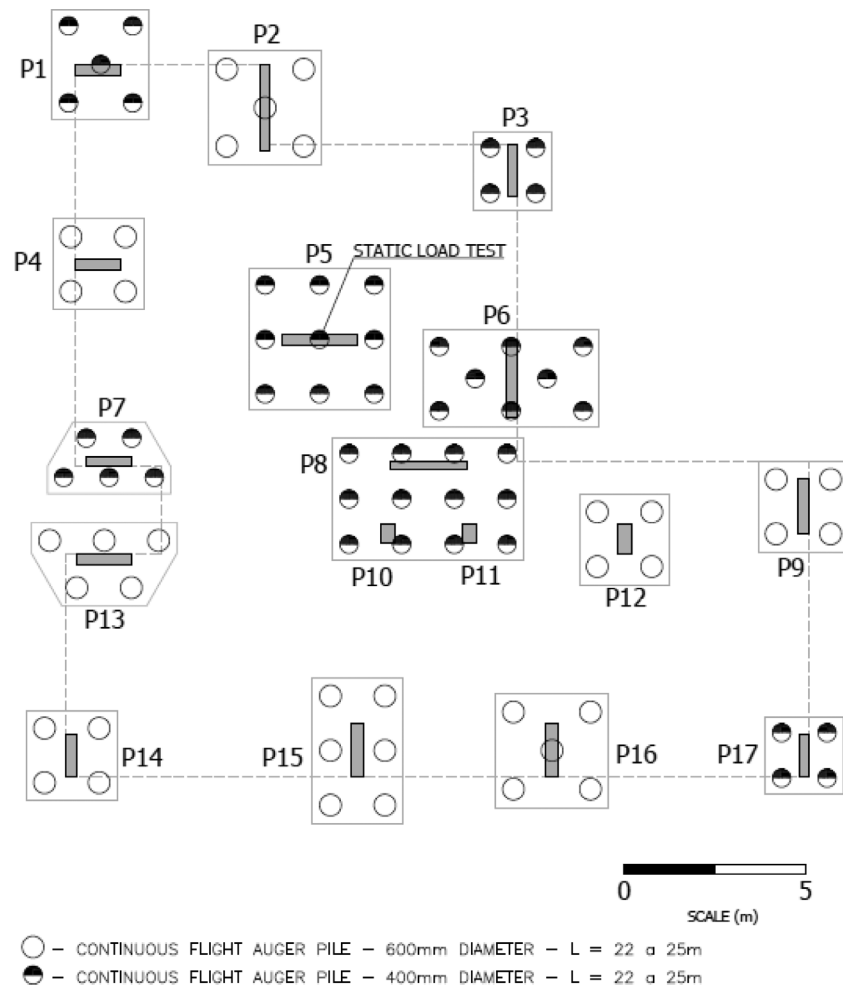 P1
P2
P3
P4
P5
STATIC LOAD TEST
P6
P7
P8
P9
P10
P11
P12
P13
P14
P15
P16
P17
0
5
SCALE (m)
– CONTINUOUS FLIGHT AUGER PILE – 600mm DIAMETER – L = 22 a 25m
– CONTINUOUS FLIGHT AUGER PILE – 400mm DIAMETER – L = 22 a 25m